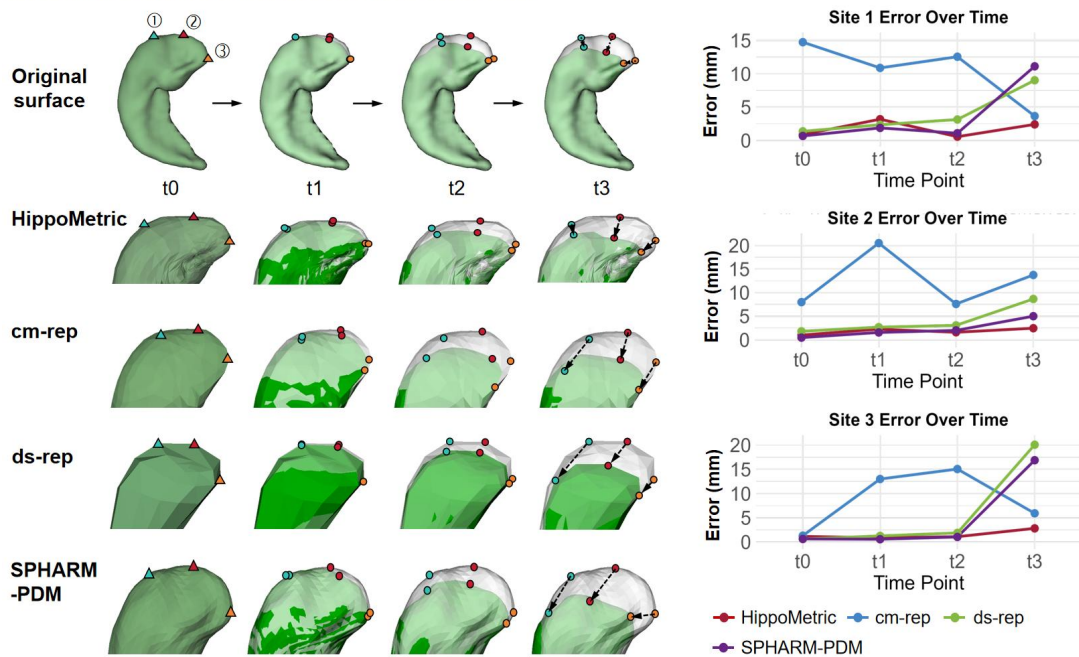 ① ② ③
Original
surface
t0 t1 t2 t3
HippoMetric
cm-rep
ds-rep
SPHARM
-PDM
Site 1 Error Over Time
Error (mm)
15
10
5
0
t0 t1 t2 t3
Time Point
Site 2 Error Over Time
Error (mm)
20
15
10
5
0
t0 t1 t2 t3
Time Point
Site 3 Error Over Time
Error (mm)
20
15
10
5
0
t0 t1 t2 t3
Time Point
HippoMetric cm-rep ds-rep
SPHARM-PDM